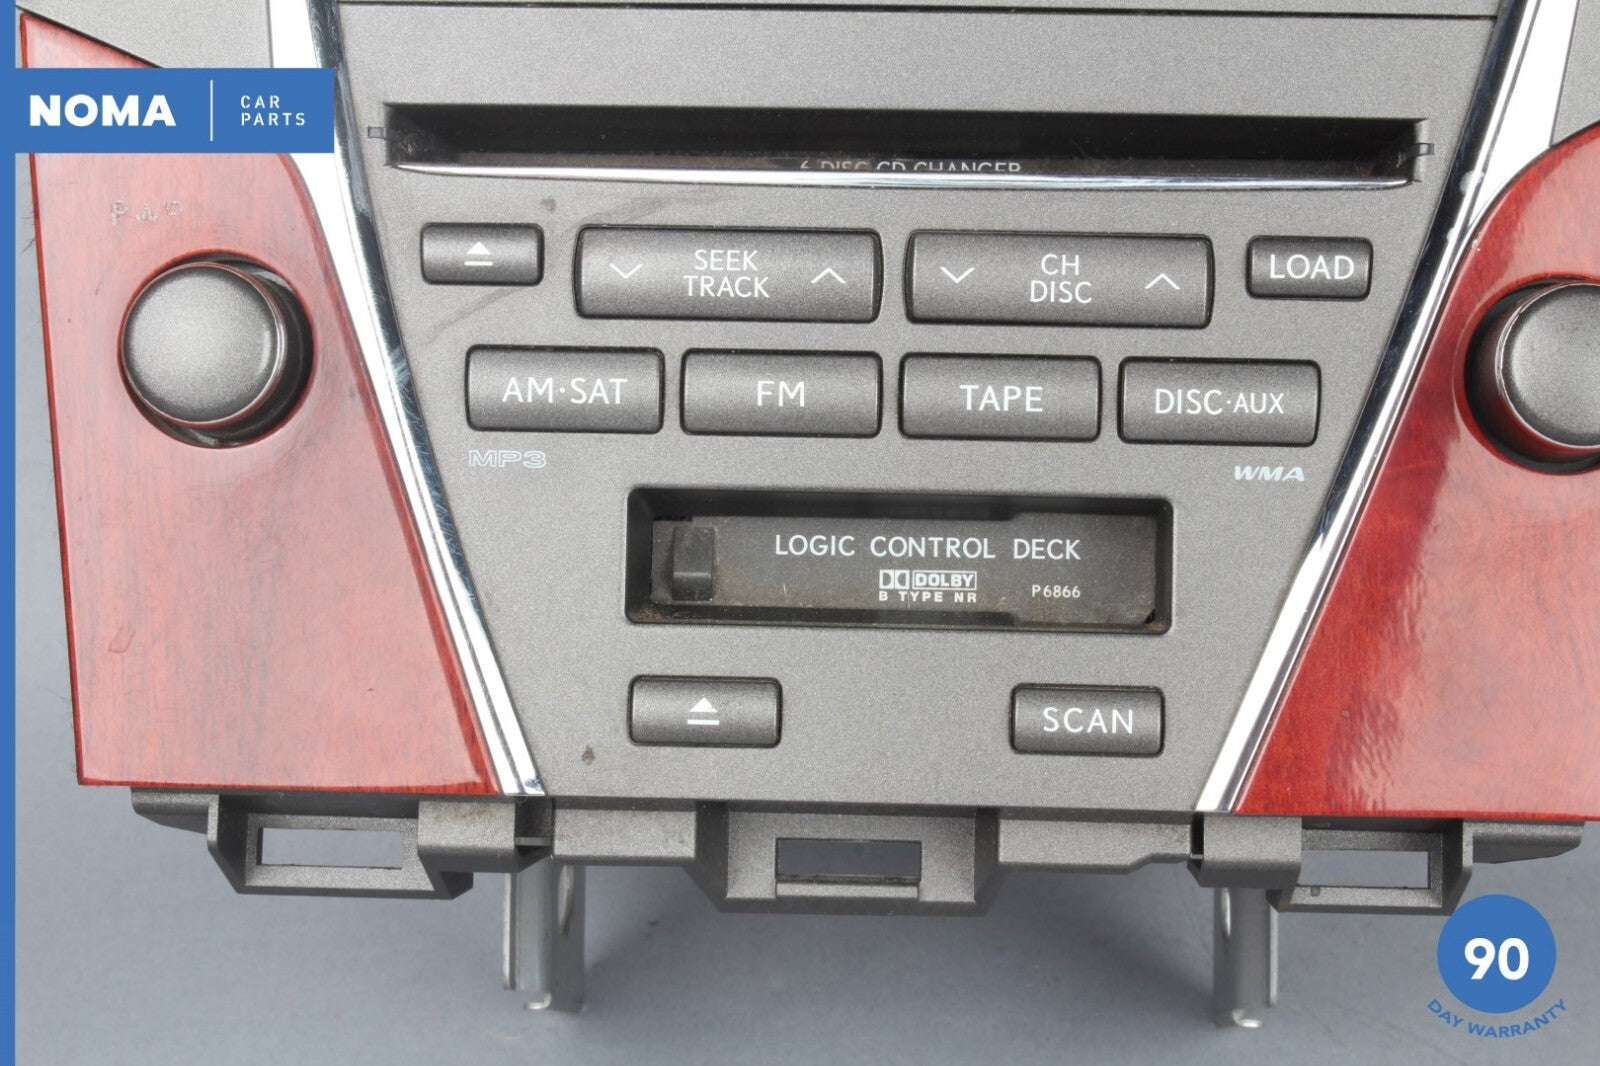 NOMA
CAR
PARTS
6 DISC CD CHANGER
SEEK
TRACK
CH
DISC
LOAD
AM·SAT
FM
TAPE
DISC·AUX
MP3
WMA
LOGIC CONTROL DECK
DOLBY
B TYPE NR
P6866
SCAN
90
DAY WARRANTY